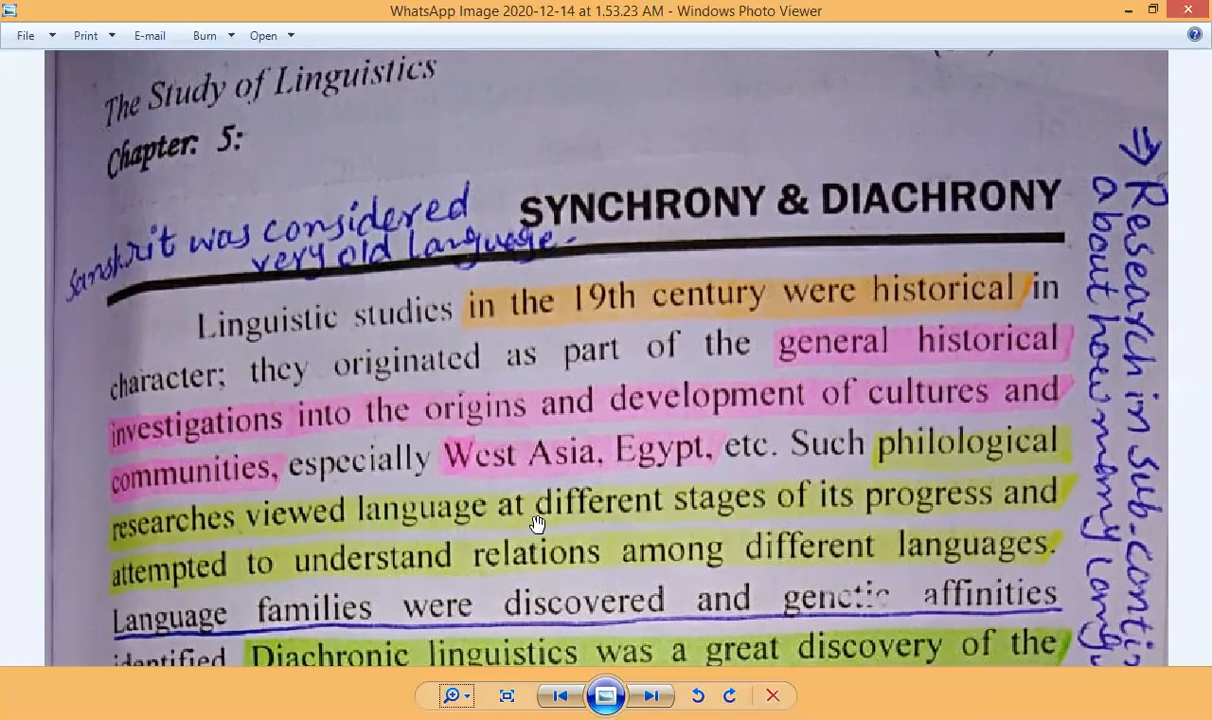 WhatsApp Image 2020-12-14 at 1.53.23 AM - Windows Photo Viewer
File Print E-mail Burn Open
The Study of Linguistics
Chapter: 5:
Sanskrit was considered
very old language.
SYNCHRONY & DIACHRONY
Linguistic studies in the 19th century were historical in
character; they originated as part of the general historical
investigations into the origins and development of cultures and
communities, especially West Asia, Egypt, etc. Such philological
researches viewed language at different stages of its progress and
attempted to understand relations among different languages.
Language families were discovered and genetic affinities
identified Diachronic linguistics was a great discovery of the
⇒ Research in sub-conti
about how many lang